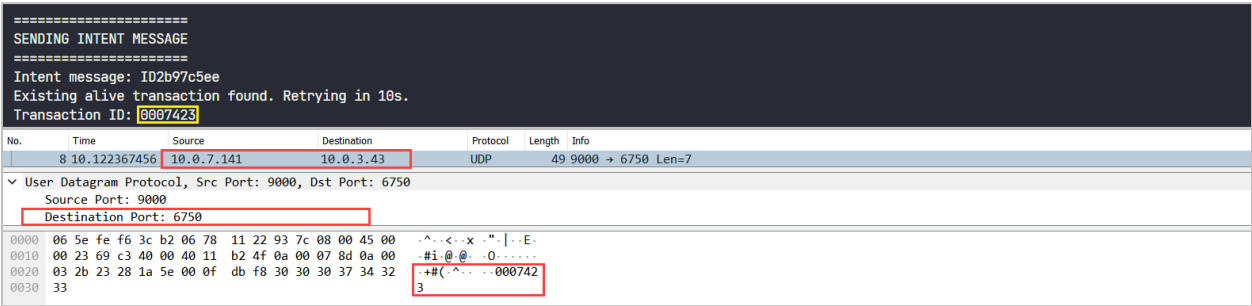 ======================
SENDING INTENT MESSAGE
======================
Intent message: ID2b97c5ee
Existing alive transaction found. Retrying in 10s.
Transaction ID: 0007423
No. Time Source Destination Protocol Length Info
8 10.122367456 10.0.7.141 10.0.3.43 UDP 49 9000 → 6750 Len=7
User Datagram Protocol, Src Port: 9000, Dst Port: 6750
Source Port: 9000
Destination Port: 6750
0000 06 5e fe f6 3c b2 06 78 11 22 93 7c 08 00 45 00 ·^··<··x ·"·|··E·
0010 00 23 69 c3 40 00 40 11 b2 4f 0a 00 07 8d 0a 00 ·#i·@·@· ·O······
0020 03 2b 23 28 1a 5e 00 0f db f8 30 30 30 37 34 32 ·+#(·^·· ··000742
0030 33 3